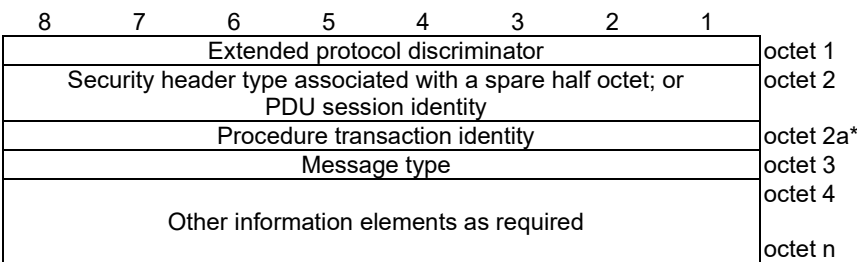 8 7 6 5 4 3 2 1
Extended protocol discriminator octet 1
Security header type associated with a spare half octet; or octet 2
PDU session identity
Procedure transaction identity octet 2a*
Message type octet 3
octet 4
Other information elements as required
octet n